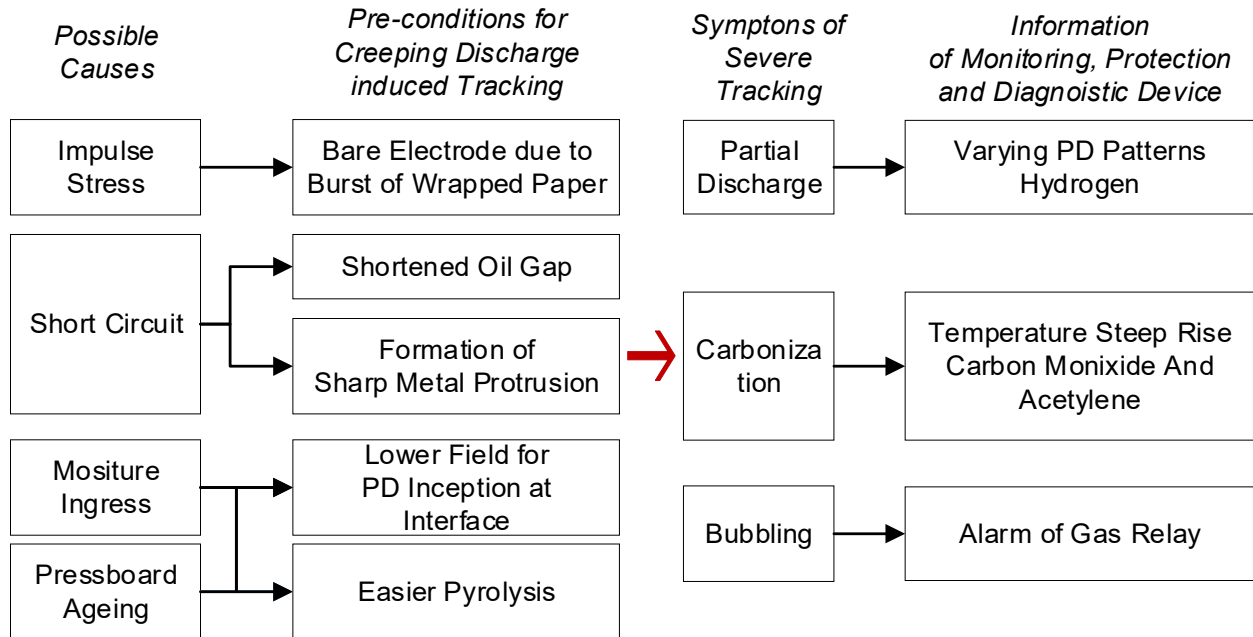 Possible
Causes
Pre-conditions for
Creeping Discharge
induced Tracking
Symptons of
Severe
Tracking
Information
of Monitoring, Protection
and Diagnoistic Device
Impulse
Stress
Bare Electrode due to
Burst of Wrapped Paper
Partial
Discharge
Varying PD Patterns
Hydrogen
Short Circuit
Shortened Oil Gap
Formation of
Sharp Metal Protrusion
Carboniza
tion
Temperature Steep Rise
Carbon Monixide And
Acetylene
Mositure
Ingress
Lower Field for
PD Inception at
Interface
Bubbling
Alarm of Gas Relay
Pressboard
Ageing
Easier Pyrolysis